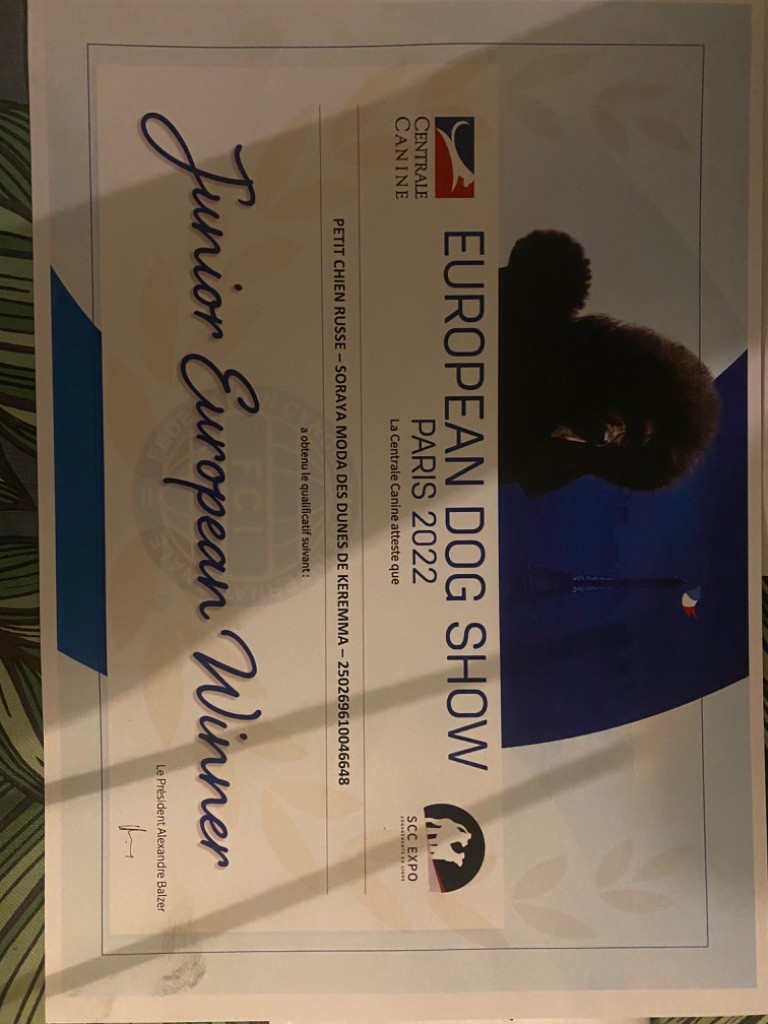 CENTRALE
CANINE
EUROPEAN DOG SHOW
PARIS 2022
SCC EXPO
La Centrale Canine atteste que
PETIT CHIEN RUSSE – SORAYA MODA DES DUNES DE KEREMMA – 250269610046648
a obtenu le qualificatif suivant :
FCI
Junior European Winner
Le Président Alexandre Balzer